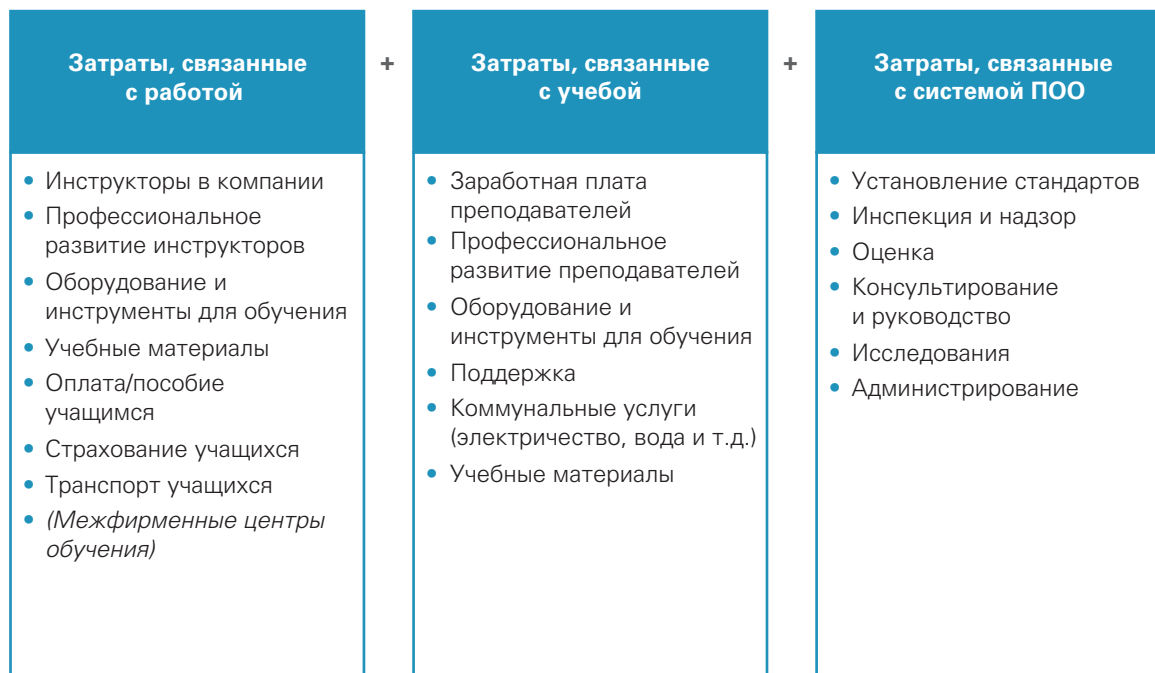 Затраты, связанные
с работой
+
Затраты, связанные
с учебой
+
Затраты, связанные
с системой ПОО
• Инструкторы в компании
• Профессиональное
развитие инструкторов
• Оборудование и
инструменты для обучения
• Учебные материалы
• Оплата/пособие
учащимся
• Страхование учащихся
• Транспорт учащихся
• (Межфирменные центры
обучения)
• Заработная плата
преподавателей
• Профессиональное
развитие преподавателей
• Оборудование и
инструменты для обучения
• Поддержка
• Коммунальные услуги
(электричество, вода и т.д.)
• Учебные материалы
• Установление стандартов
• Инспекция и надзор
• Оценка
• Консультирование
и руководство
• Исследования
• Администрирование